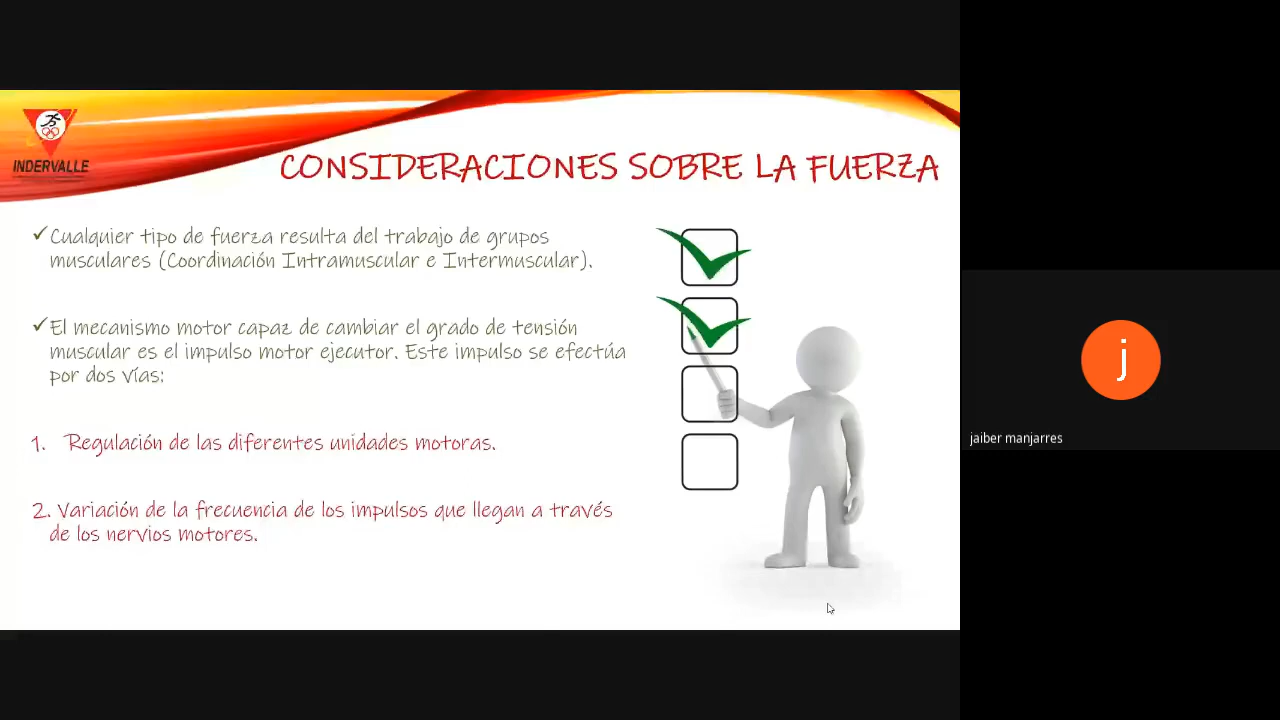 INDERVALLE
CONSIDERACIONES SOBRE LA FUERZA
✓Cualquier tipo de fuerza resulta del trabajo de grupos
musculares (Coordinación Intramuscular e Intermuscular).
✓El mecanismo motor capaz de cambiar el grado de tensión
muscular es el impulso motor ejecutor. Este impulso se efectúa
por dos vías:
1. Regulación de las diferentes unidades motoras.
2. Variación de la frecuencia de los impulsos que llegan a través
de los nervios motores.
j
jaiber manjarres